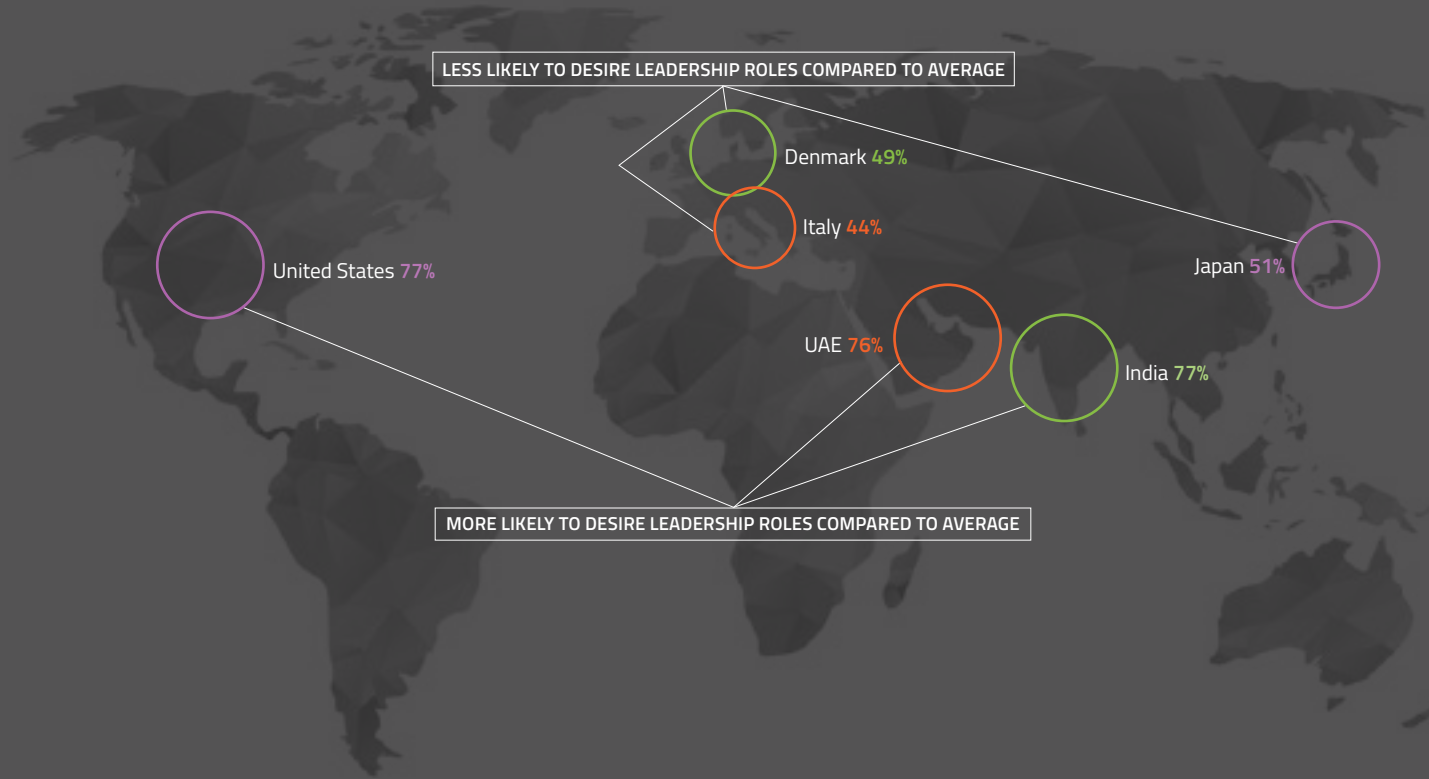 LESS LIKELY TO DESIRE LEADERSHIP ROLES COMPARED TO AVERAGE
Denmark 49%
Italy 44%
United States 77%
Japan 51%
UAE 76%
India 77%
MORE LIKELY TO DESIRE LEADERSHIP ROLES COMPARED TO AVERAGE